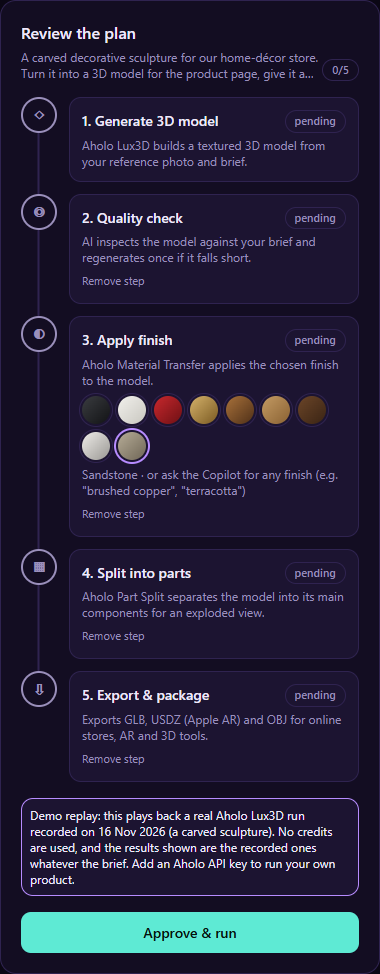 Review the plan
A carved decorative sculpture for our home-décor store.
Turn it into a 3D model for the product page, give it a...
0/5
1. Generate 3D model
pending
Aholo Lux3D builds a textured 3D model from
your reference photo and brief.
2. Quality check
pending
AI inspects the model against your brief and
regenerates once if it falls short.
Remove step
3. Apply finish
pending
Aholo Material Transfer applies the chosen finish
to the model.
Sandstone · or ask the Copilot for any finish (e.g.
"brushed copper", "terracotta")
Remove step
4. Split into parts
pending
Aholo Part Split separates the model into its main
components for an exploded view.
Remove step
5. Export & package
pending
Exports GLB, USDZ (Apple AR) and OBJ for online
stores, AR and 3D tools.
Remove step
Demo replay: this plays back a real Aholo Lux3D run
recorded on 16 Nov 2026 (a carved sculpture). No credits
are used, and the results shown are the recorded ones
whatever the brief. Add an Aholo API key to run your own
product.
Approve & run